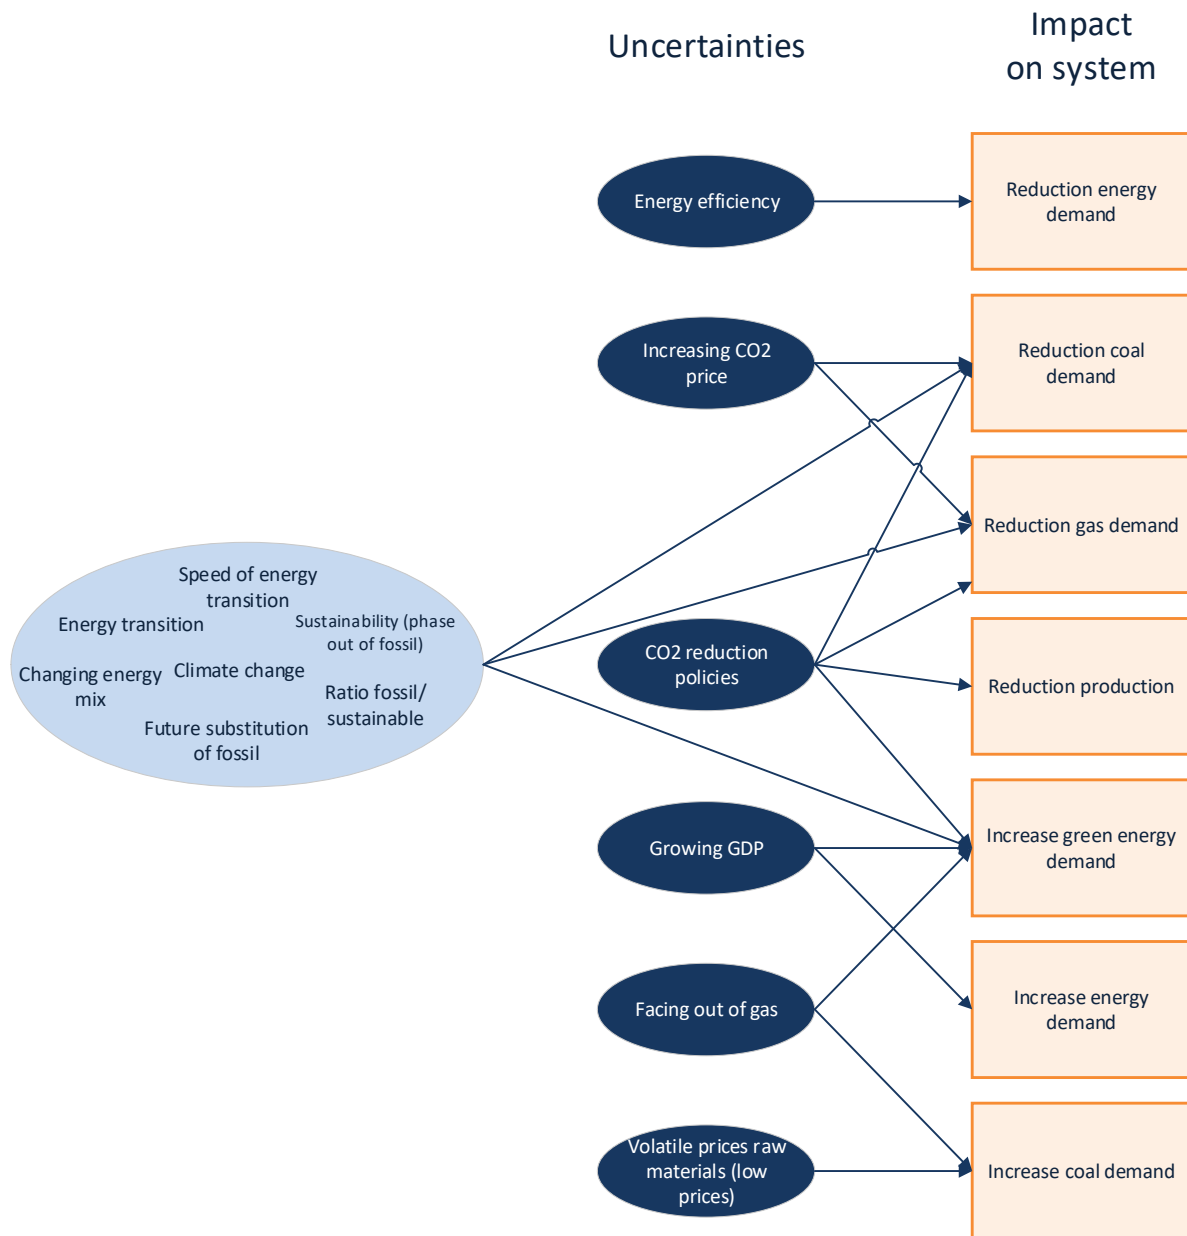 Uncertainties
Impact
on system
Energy efficiency
Reduction energy
demand
Increasing CO2
price
Reduction coal
demand
Reduction gas demand
Speed of energy
transition
Energy transition
Sustainability (phase
out of fossil)
Changing energy
mix
Climate change
Ratio fossil/
sustainable
Future substitution
of fossil
CO2 reduction
policies
Reduction production
Growing GDP
Increase green energy
demand
Facing out of gas
Increase energy
demand
Volatile prices raw
materials (low
prices)
Increase coal demand